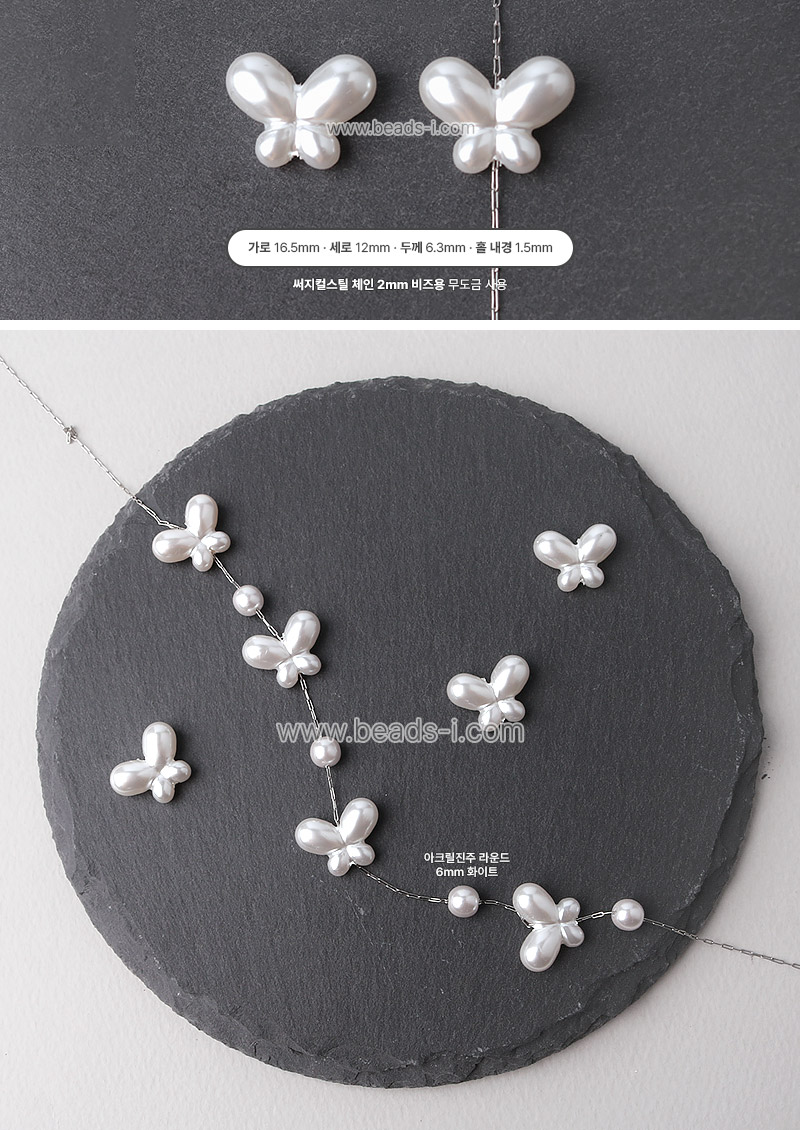 www.beads-i.com
가로 16.5mm · 세로 12mm · 두께 6.3mm · 홀 내경 1.5mm
써지컬스틸 체인 2mm 비즈용 무도금 사용
www.beads-i.com
아크릴진주 라운드
6mm 화이트